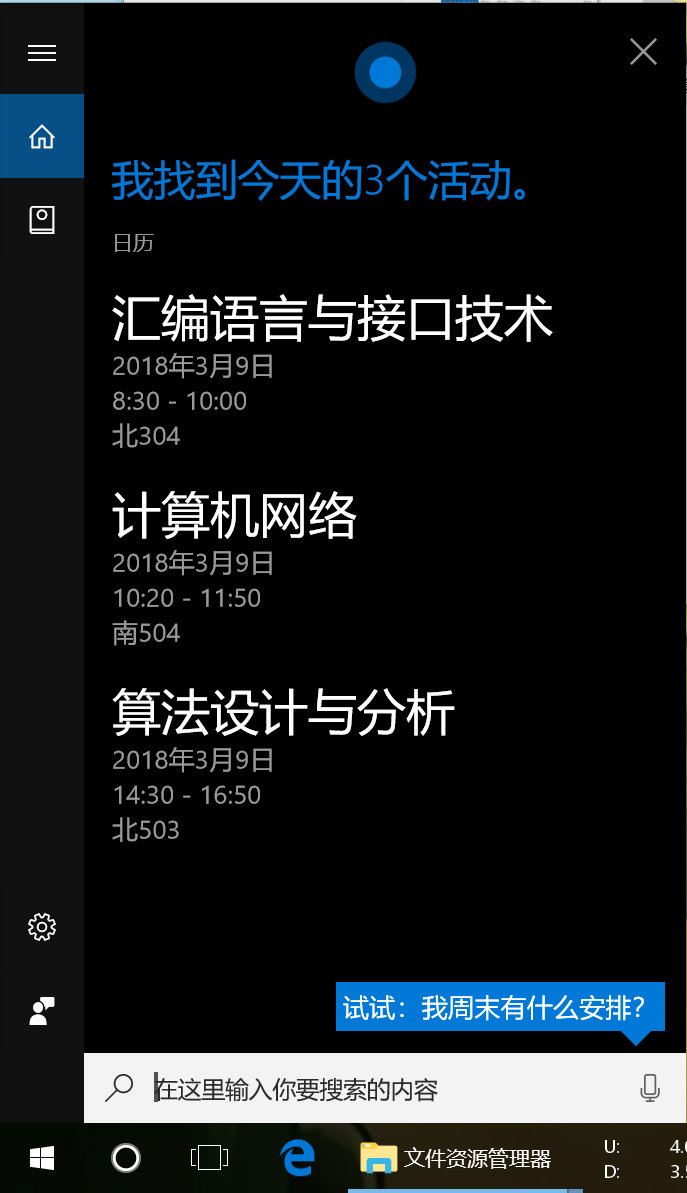 我找到今天的3个活动。
日历
汇编语言与接口技术
2018年3月9日
8:30 - 10:00
北304
计算机网络
2018年3月9日
10:20 - 11:50
南504
算法设计与分析
2018年3月9日
14:30 - 16:50
北503
试试：我周末有什么安排？
在这里输入你要搜索的内容
文件资源管理器
U:
D: